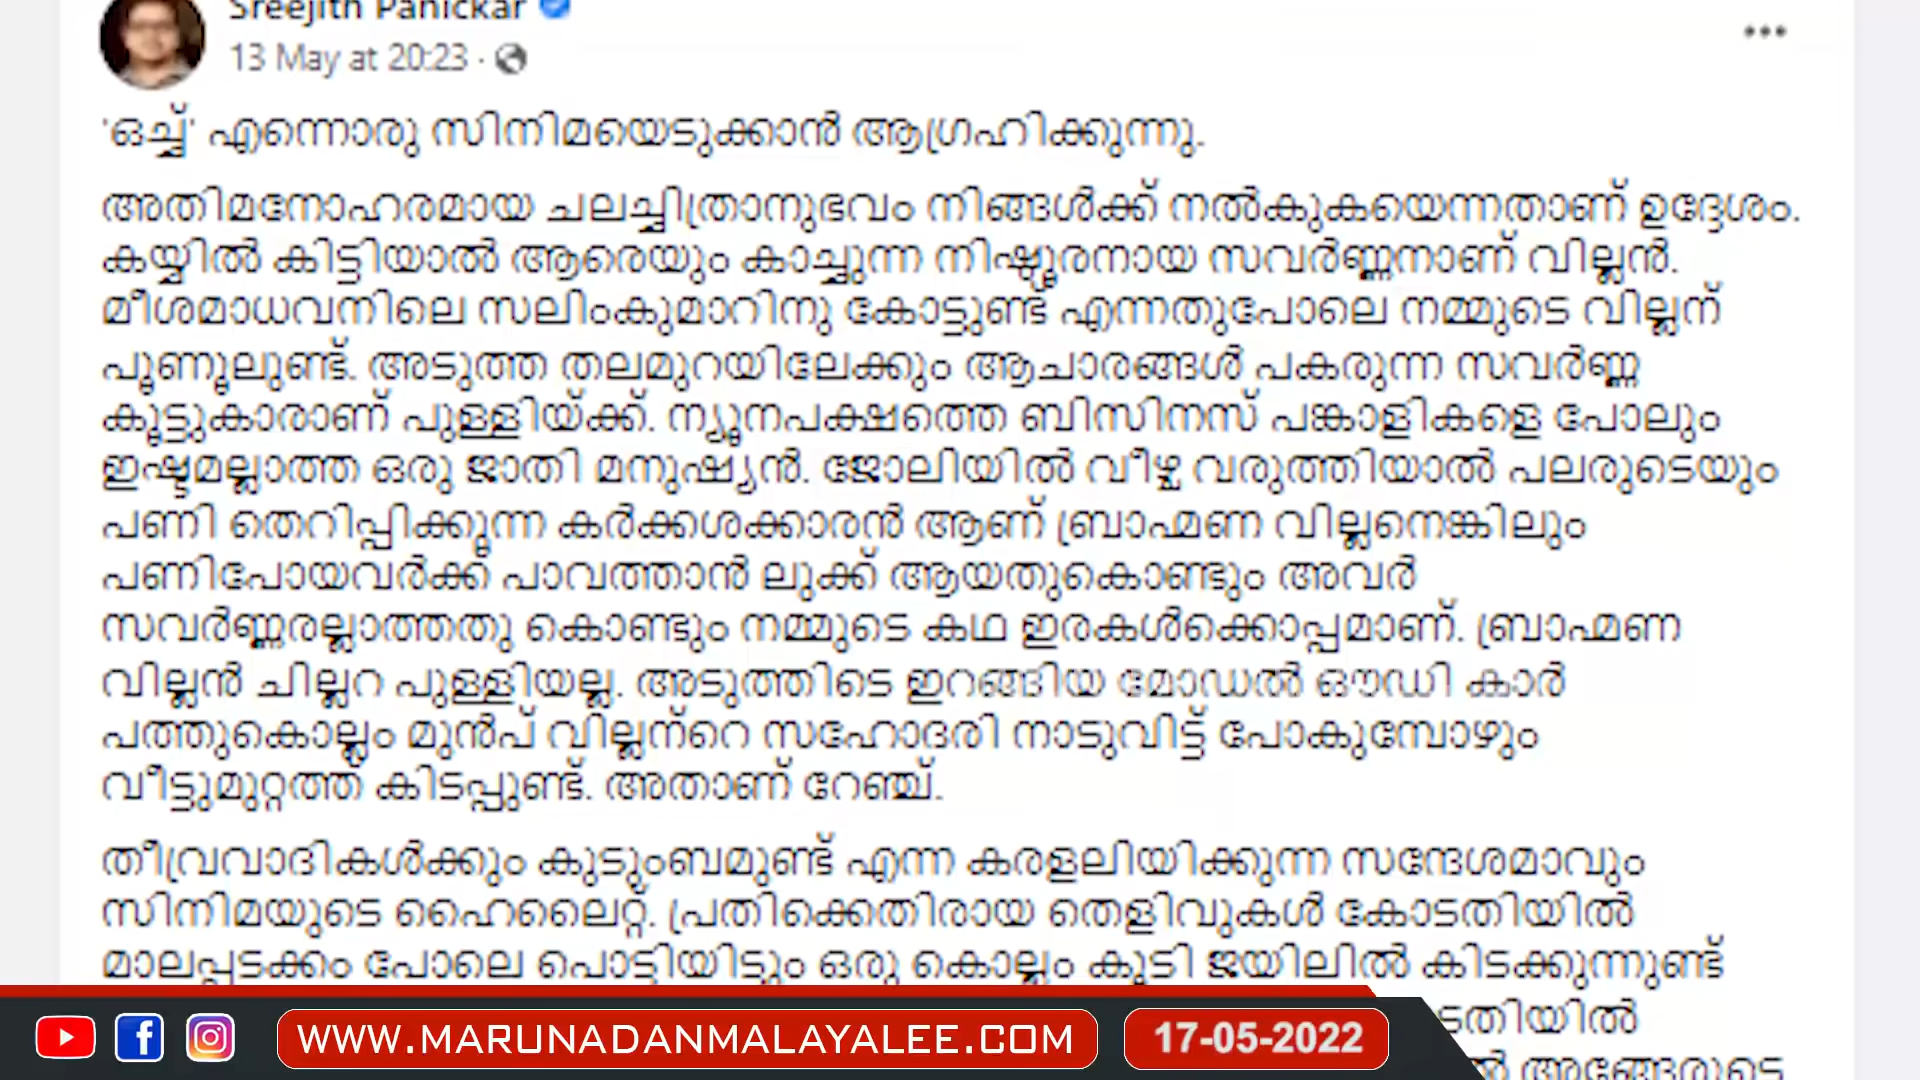 Sreejith Panickar
13 May at 20:23 ·
'ഒച്ച്' എന്നൊരു സിനിമയെടുക്കാൻ ആഗ്രഹിക്കുന്നു.
അതിമനോഹരമായ ചലച്ചിത്രാനുഭവം നിങ്ങൾക്ക് നൽകുകയെന്നതാണ് ഉദ്ദേശം.
കയ്യിൽ കിട്ടിയാൽ ആരെയും കാച്ചുന്ന നിഷ്ഠൂരനായ സവർണ്ണനാണ് വില്ലൻ.
മീശമാധവനിലെ സലിംകുമാറിനു കോട്ടുണ്ട് എന്നതുപോലെ നമ്മുടെ വില്ലന്
പൂണൂലുണ്ട്. അടുത്ത തലമുറയിലേക്കും ആചാരങ്ങൾ പകരുന്ന സവർണ്ണ
കൂട്ടുകാരാണ് പുള്ളിയ്ക്ക്. ന്യൂനപക്ഷത്തെ ബിസിനസ് പങ്കാളികളെ പോലും
ഇഷ്ടമല്ലാത്ത ഒരു ജാതി മനുഷ്യൻ. ജോലിയിൽ വീഴ്ച വരുത്തിയാൽ പലരുടെയും
പണി തെറിപ്പിക്കുന്ന കർക്കശക്കാരൻ ആണ് ബ്രാഹ്മണ വില്ലനെങ്കിലും
പണിപോയവർക്ക് പാവത്താൻ ലുക്ക് ആയതുകൊണ്ടും അവർ
സവർണ്ണരല്ലാത്തതു കൊണ്ടും നമ്മുടെ കഥ ഇരകൾക്കൊപ്പമാണ്. ബ്രാഹ്മണ
വില്ലൻ ചില്ലറ പുള്ളിയല്ല. അടുത്തിടെ ഇറങ്ങിയ മോഡൽ ഔഡി കാർ
പത്തുകൊല്ലം മുൻപ് വില്ലന്റെ സഹോദരി നാടുവിട്ട് പോകുമ്പോഴും
വീട്ടുമുറ്റത്ത് കിടപ്പുണ്ട്. അതാണ് റേഞ്ച്.
തീവ്രവാദികൾക്കും കുടുംബമുണ്ട് എന്ന കരളലിയിക്കുന്ന സന്ദേശമാവും
സിനിമയുടെ ഹൈലൈറ്റ്. പ്രതിക്കെതിരായ തെളിവുകൾ കോടതിയിൽ
മാലപ്പടക്കം പോലെ പൊട്ടിയിട്ടും ഒരു കൊല്ലം കൂടി ജയിലിൽ കിടക്കുന്നുണ്ട്
അങ്ങേരുടെ
WWW.MARUNADANMALAYALEE.COM
17-05-2022